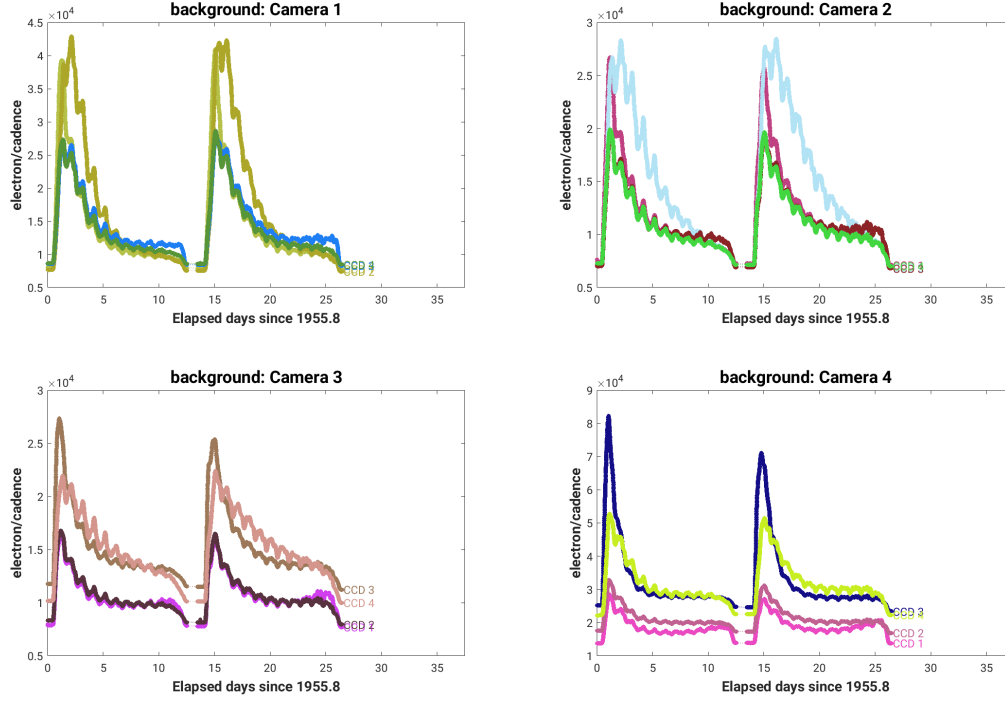 background: Camera 1
×10⁴
4.5
4
3.5
3
2.5
2
1.5
1
0.5
electron/cadence
0 5 10 15 20 25 30 35
Elapsed days since 1955.8
CCD 2
background: Camera 2
×10⁴
3
2.5
2
1.5
1
0.5
electron/cadence
0 5 10 15 20 25 30 35
Elapsed days since 1955.8
CCD 1
CCD 3
background: Camera 3
×10⁴
3
2.5
2
1.5
1
0.5
electron/cadence
0 5 10 15 20 25 30 35
Elapsed days since 1955.8
CCD 3
CCD 4
CCD 2
CCD 1
background: Camera 4
×10⁴
9
8
7
6
5
4
3
2
1
electron/cadence
0 5 10 15 20 25 30 35
Elapsed days since 1955.8
CCD 3
CCD 2
CCD 1